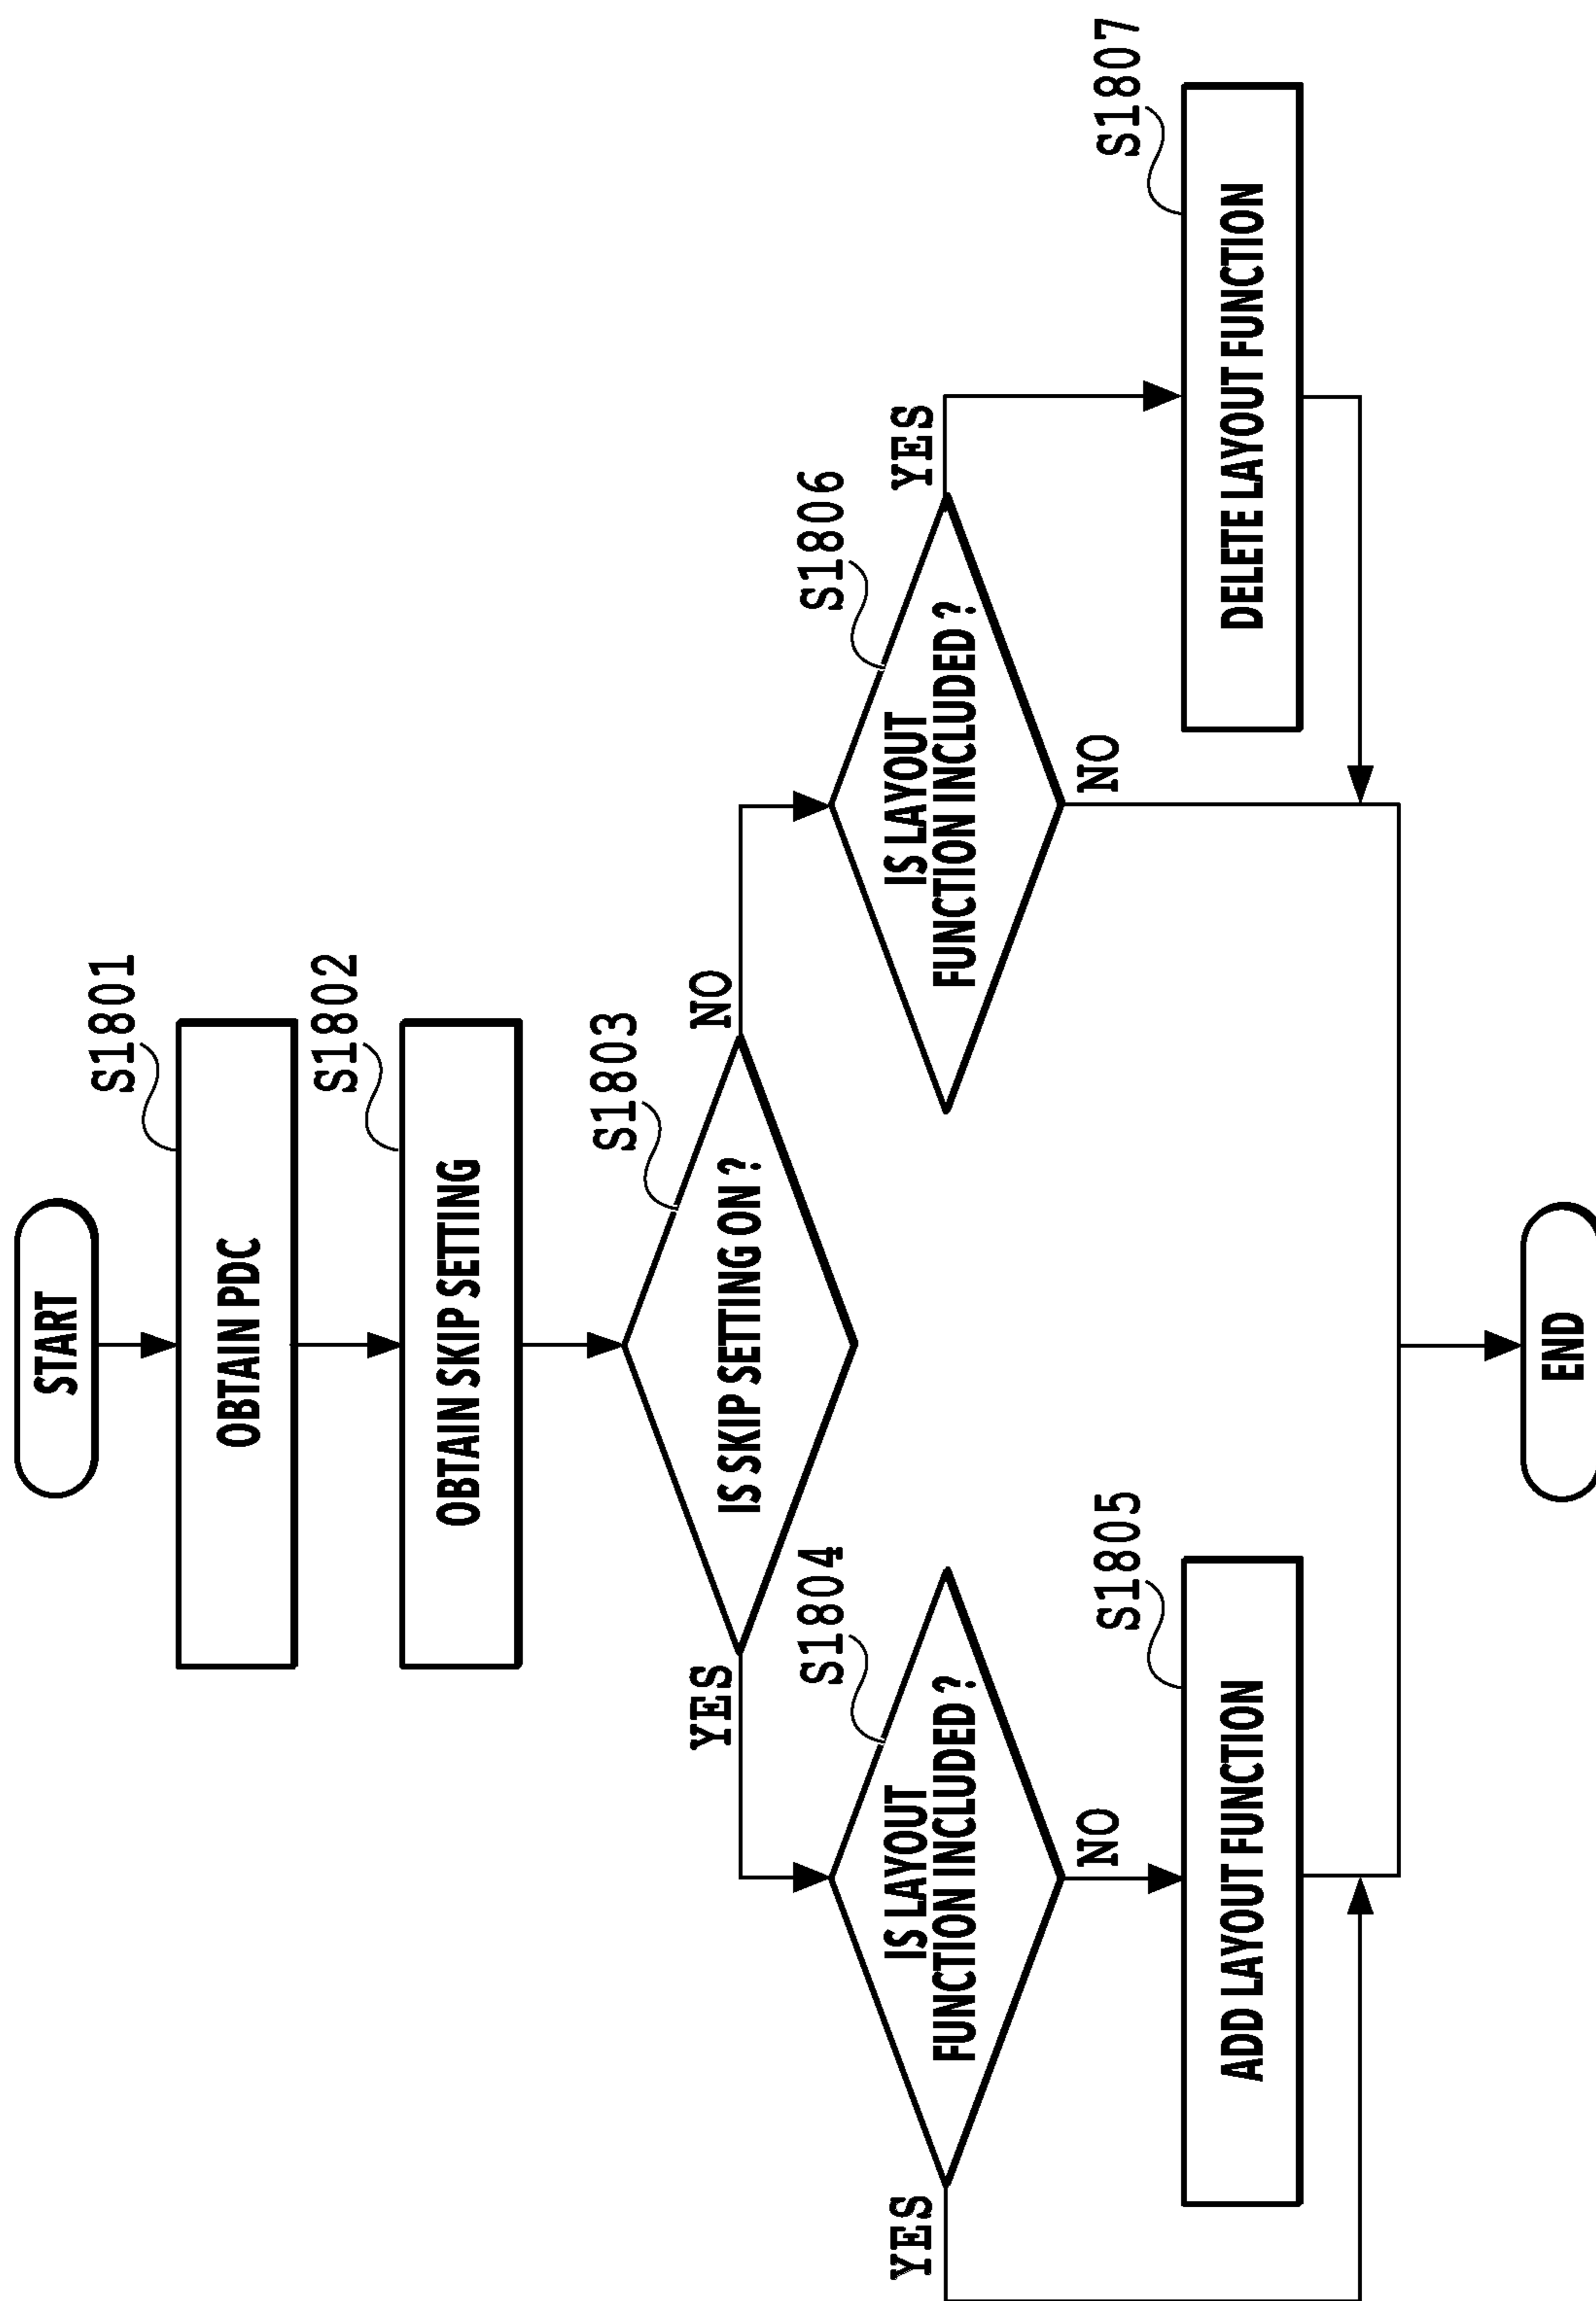 START
S1801
OBTAIN PDC
S1802
OBTAIN SKIP SETTING
S1803
IS SKIP SETTING ON ?
YES
NO
S1804
IS LAYOUT
FUNCTION INCLUDED ?
YES
NO
S1806
IS LAYOUT
FUNCTION INCLUDED ?
YES
NO
S1805
ADD LAYOUT FUNCTION
S1807
DELETE LAYOUT FUNCTION
END